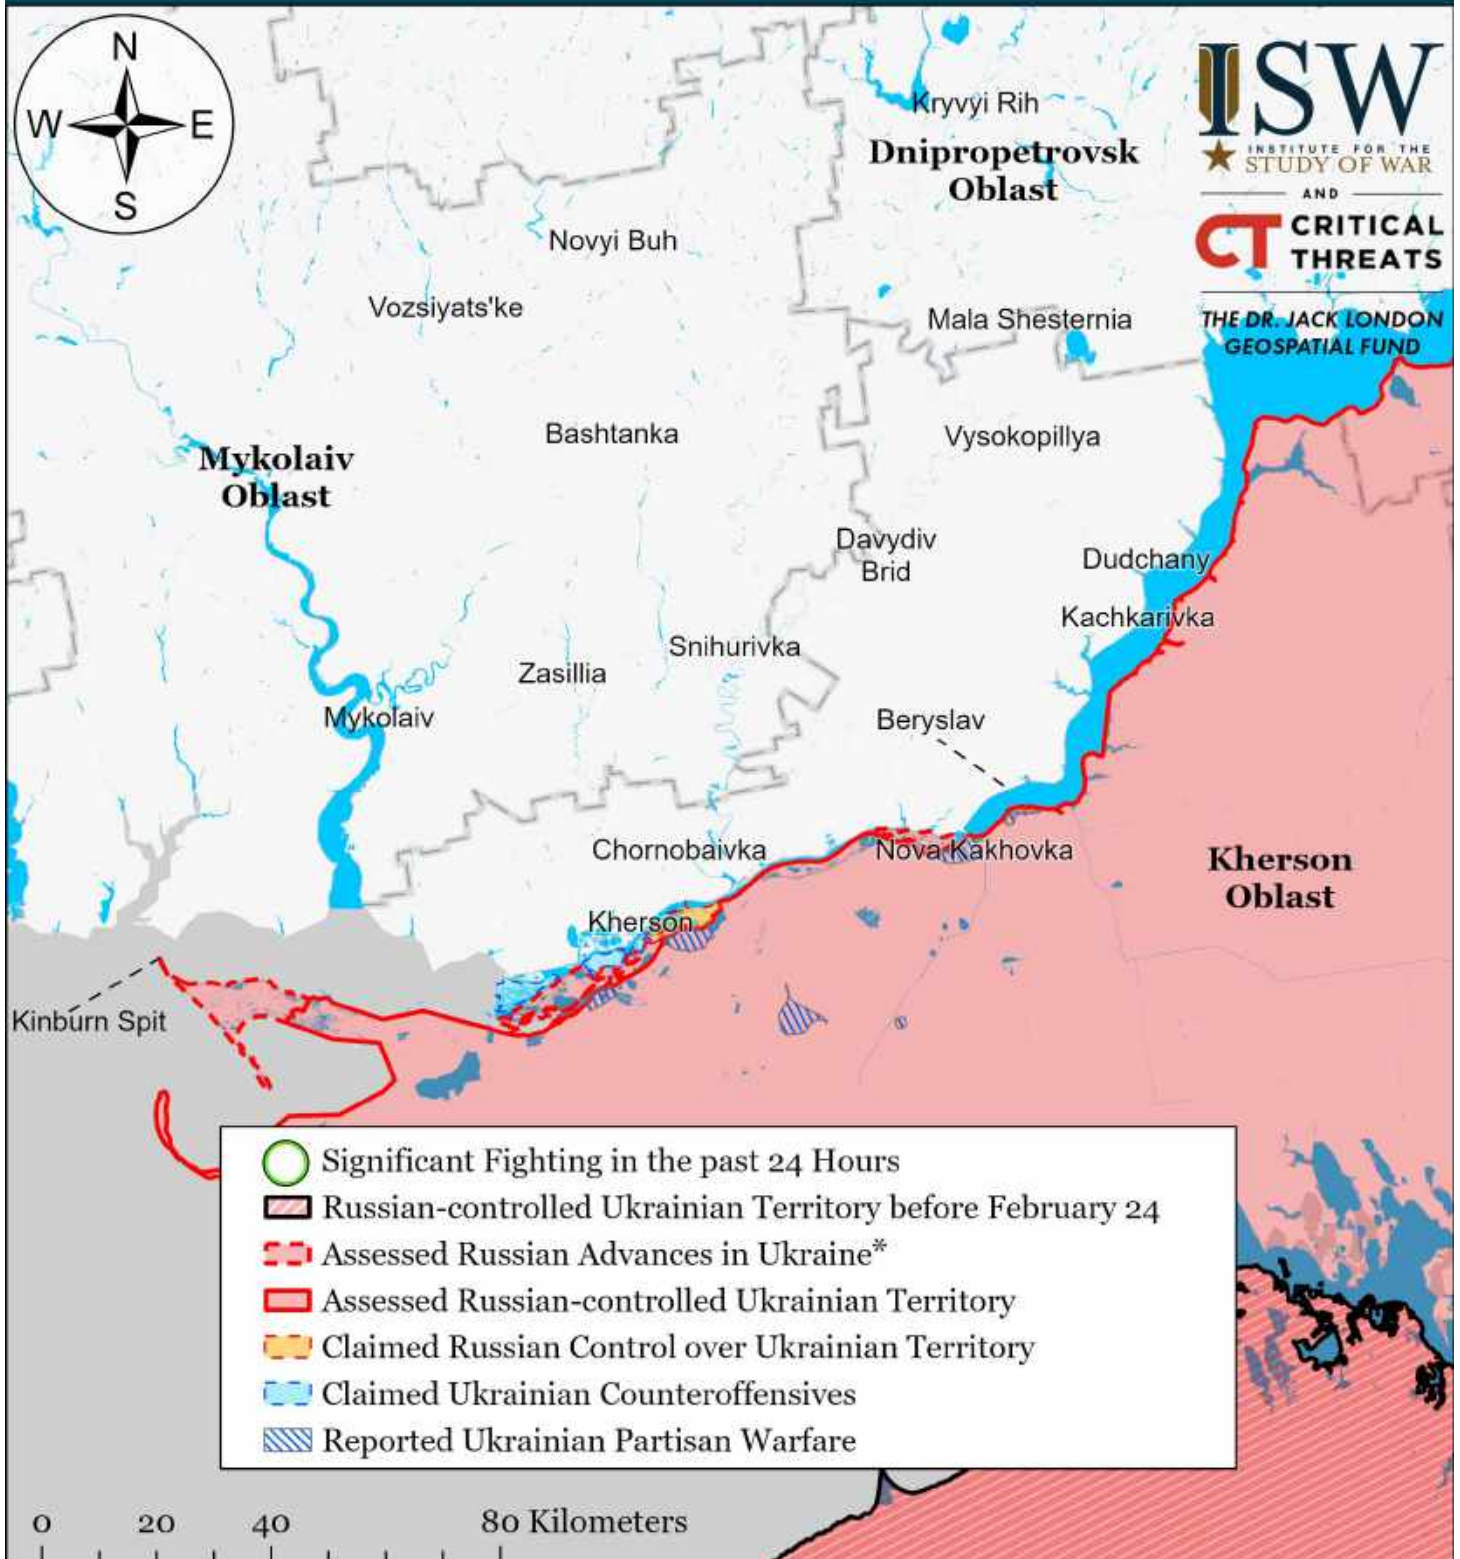 N
W E
S
ISW
INSTITUTE FOR THE
STUDY OF WAR
AND
CT CRITICAL
THREATS
THE DR. JACK LONDON
GEOSPATIAL FUND
Kryvyi Rih
Dnipropetrovsk
Oblast
Novyi Buh
Vozsiyats'ke
Mala Shesternia
Bashtanka
Vysokopillya
Mykolaiv
Oblast
Davydiv
Brid
Dudchany
Kachkarivka
Snihurivka
Zasillia
Mykolaiv
Beryslav
Chornobaivka
Nova Kakhovka
Kherson
Oblast
Kherson
Kinburn Spit
Significant Fighting in the past 24 Hours
Russian-controlled Ukrainian Territory before February 24
Assessed Russian Advances in Ukraine*
Assessed Russian-controlled Ukrainian Territory
Claimed Russian Control over Ukrainian Territory
Claimed Ukrainian Counteroffensives
Reported Ukrainian Partisan Warfare
0 20 40 80 Kilometers